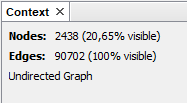 Context ×
Nodes: 2438 (20,65% visible)
Edges: 90702 (100% visible)
Undirected Graph